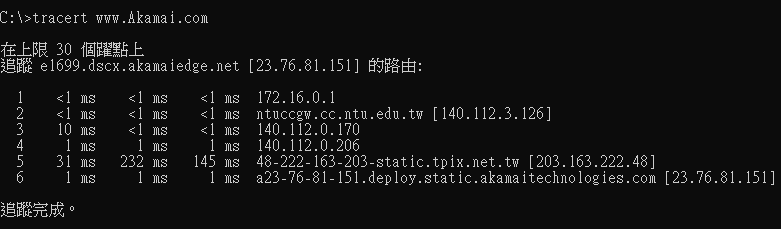 C:\>tracert www.Akamai.com
在上限 30 個躍點上
追蹤 e1699.dscx.akamaiedge.net [23.76.81.151] 的路由:
1 <1 ms <1 ms <1 ms 172.16.0.1
2 <1 ms <1 ms <1 ms ntuccgw.cc.ntu.edu.tw [140.112.3.126]
3 10 ms <1 ms <1 ms 140.112.0.170
4 1 ms 1 ms 1 ms 140.112.0.206
5 31 ms 232 ms 145 ms 48-222-163-203-static.tpix.net.tw [203.163.222.48]
6 1 ms 1 ms 1 ms a23-76-81-151.deploy.static.akamaitechnologies.com [23.76.81.151]
追蹤完成。